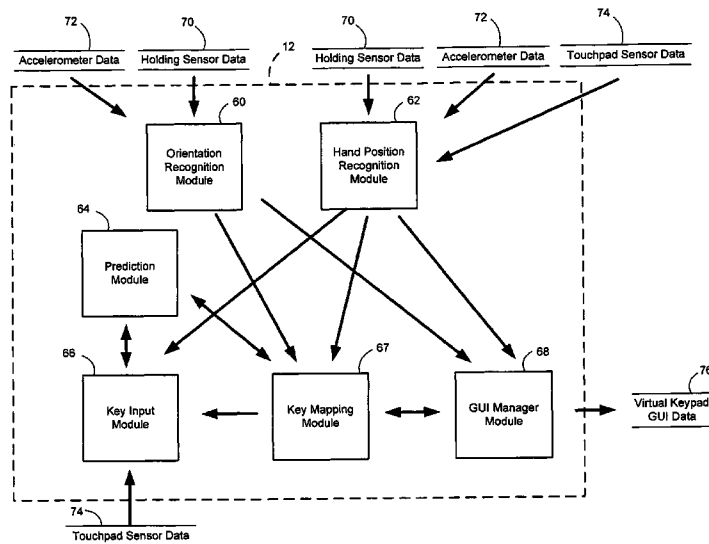 72
70
70
72
74
Accelerometer Data
Holding Sensor Data
12
Holding Sensor Data
Accelerometer Data
Touchpad Sensor Data
60
62
Orientation
Recognition
Module
Hand Position
Recognition
Module
64
Prediction
Module
66
67
68
76
Key Input
Module
Key Mapping
Module
GUI Manager
Module
Virtual Keypad
GUI Data
74
Touchpad Sensor Data